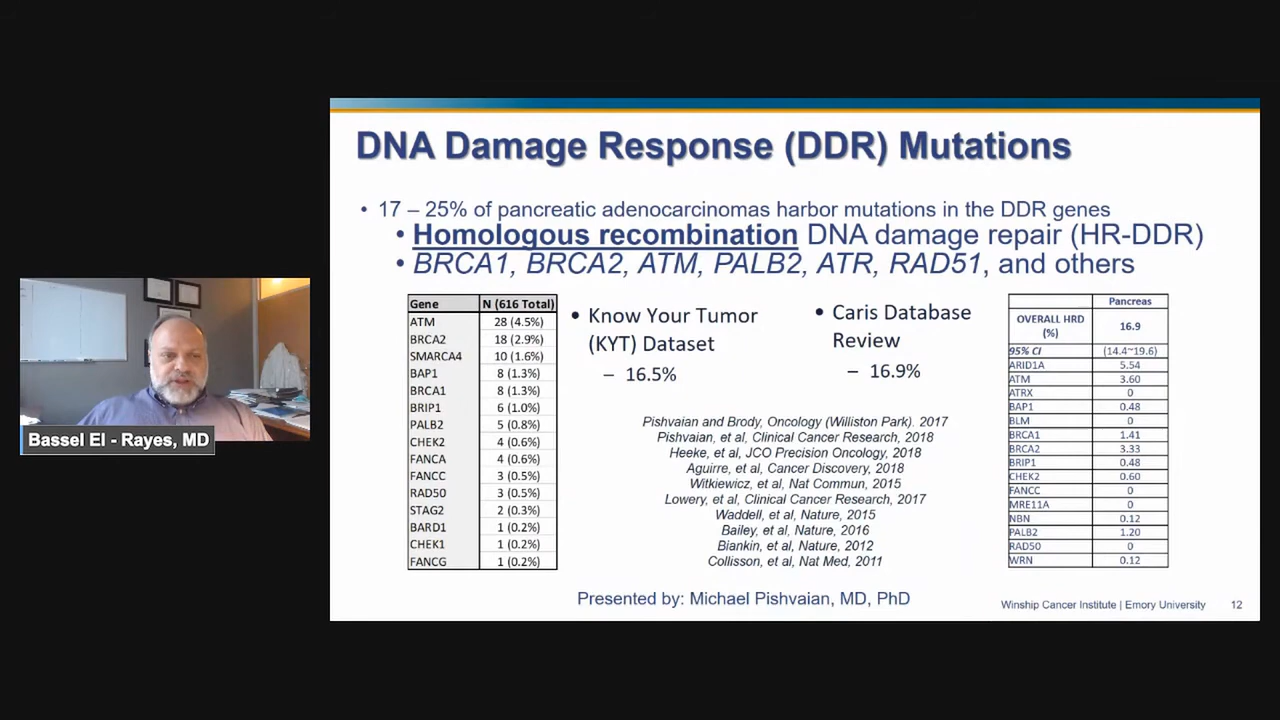 DNA Damage Response (DDR) Mutations
• 17 – 25% of pancreatic adenocarcinomas harbor mutations in the DDR genes
• Homologous recombination DNA damage repair (HR-DDR)
• BRCA1, BRCA2, ATM, PALB2, ATR, RAD51, and others
Gene N (616 Total)
ATM 28 (4.5%)
BRCA2 18 (2.9%)
SMARCA4 10 (1.6%)
BAP1 8 (1.3%)
BRCA1 8 (1.3%)
BRIP1 6 (1.0%)
PALB2 5 (0.8%)
CHEK2 4 (0.6%)
FANCA 4 (0.6%)
FANCC 3 (0.5%)
RAD50 3 (0.5%)
STAG2 2 (0.3%)
BARD1 1 (0.2%)
CHEK1 1 (0.2%)
FANCG 1 (0.2%)
• Know Your Tumor
(KYT) Dataset
– 16.5%
• Caris Database
Review
– 16.9%
Pishvaian and Brody, Oncology (Williston Park). 2017
Pishvaian, et al, Clinical Cancer Research, 2018
Heeke, et al, JCO Precision Oncology, 2018
Aguirre, et al, Cancer Discovery, 2018
Witkiewicz, et al, Nat Commun, 2015
Lowery, et al, Clinical Cancer Research, 2017
Waddell, et al, Nature, 2015
Bailey, et al, Nature, 2016
Biankin, et al, Nature, 2012
Collisson, et al, Nat Med, 2011
Pancreas
OVERALL HRD
(%) 16.9
95% CI (14.4~19.6)
ARID1A 5.54
ATM 3.60
ATRX 0
BAP1 0.48
BLM 0
BRCA1 1.41
BRCA2 3.33
BRIP1 0.48
CHEK2 0.60
FANCC 0
MRE11A 0
NBN 0.12
PALB2 1.20
RAD50 0
WRN 0.12
Presented by: Michael Pishvaian, MD, PhD
Winship Cancer Institute | Emory University 12
Bassel El - Rayes, MD